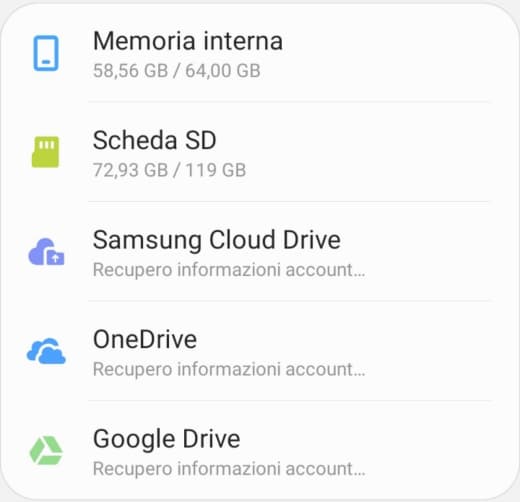 Memoria interna
58,56 GB / 64,00 GB
Scheda SD
72,93 GB / 119 GB
Samsung Cloud Drive
Recupero informazioni account...
OneDrive
Recupero informazioni account...
Google Drive
Recupero informazioni account...